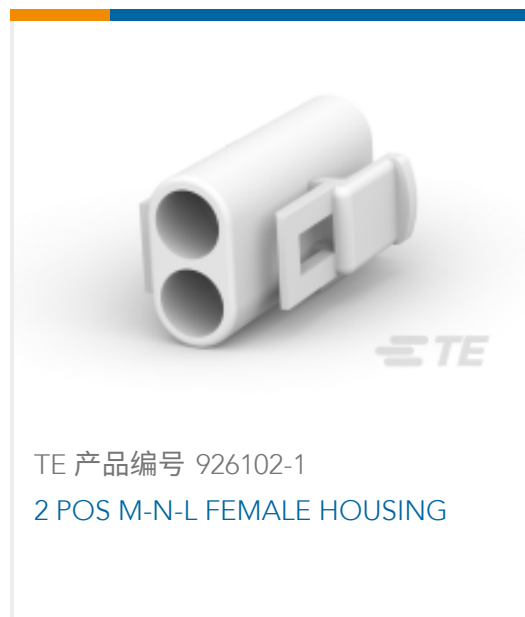 TE
TE 产品编号 926102-1
2 POS M-N-L FEMALE HOUSING